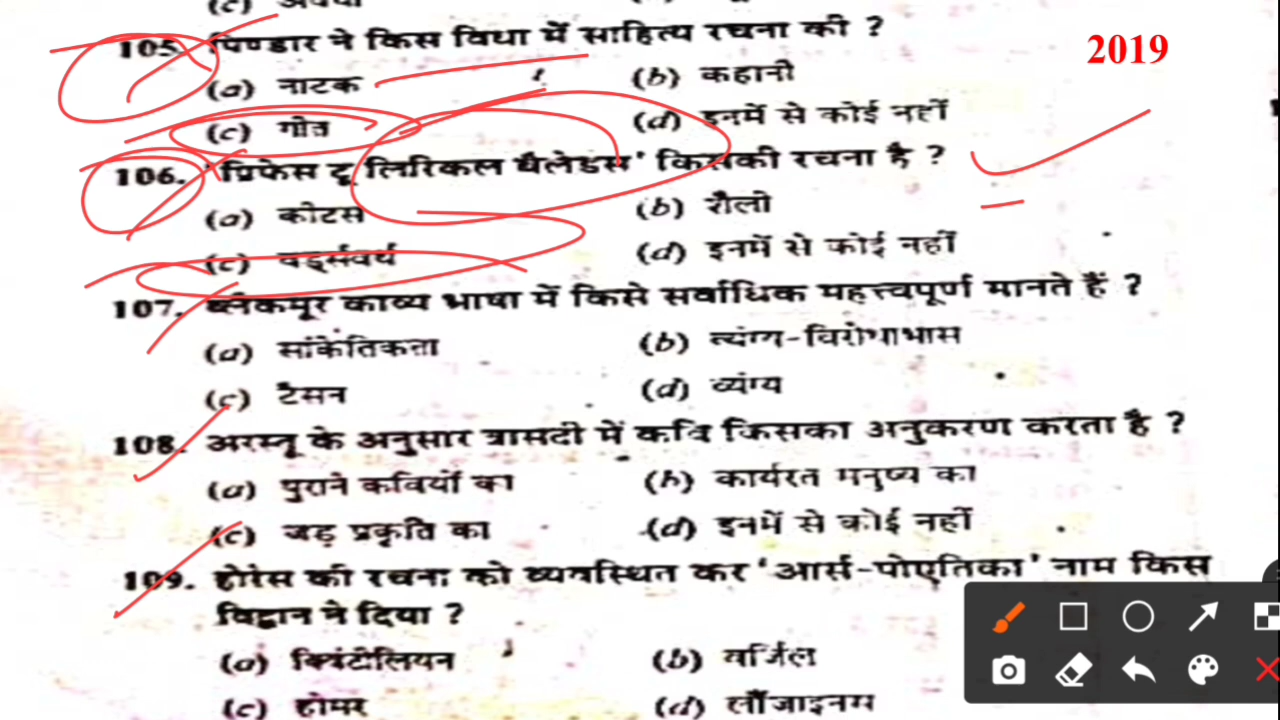 (c)
105. पिण्डार ने किस विधा में साहित्य रचना की ?
2019
(a) नाटक (b) कहानी
(c) गीत (d) इनमें से कोई नहीं
106. 'प्रिफेस टू लिरिकल बैलेडस' किसकी रचना है ?
(a) कीटस (b) शैली
(c) वर्ड्सवर्थ (d) इनमें से कोई नहीं
107. ब्लैकमूर काव्य भाषा में किसे सर्वाधिक महत्त्वपूर्ण मानते हैं ?
(a) सांकेतिकता (b) व्यंग्य-विरोधाभास
(c) टैसन (d) व्यंग्य
108. अरस्तू के अनुसार त्रासदी में कवि किसका अनुकरण करता है ?
(a) पुराने कवियों का (b) कार्यरत मनुष्य का
(c) जड़ प्रकृति का (d) इनमें से कोई नहीं
109. होरेस की रचना को व्यवस्थित कर 'आर्स-पोएतिका' नाम किस
विद्वान ने दिया ?
(a) क्विंटीलियन (b) वर्जिल
(c) होमर (d) लौंजाइनस